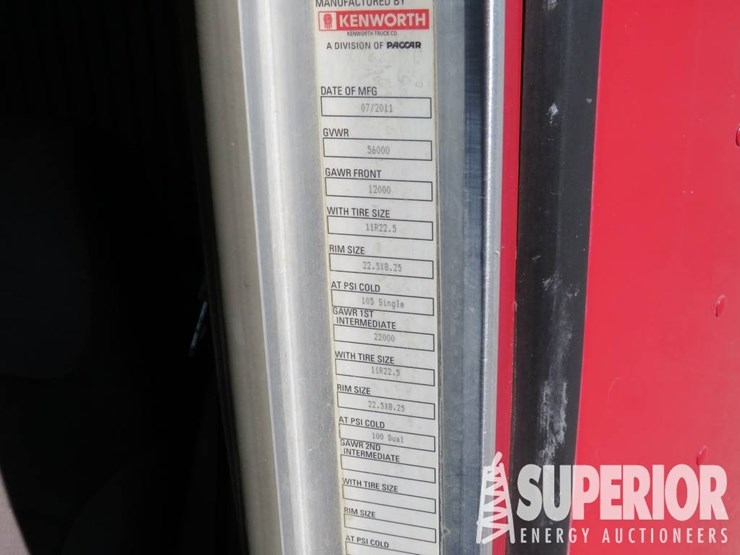 MANUFACTURED BY
KENWORTH
KENWORTH TRUCK CO.
A DIVISION OF PACCAR
DATE OF MFG
07/2011
GVWR
56000
GAWR FRONT
12000
WITH TIRE SIZE
11R22.5
RIM SIZE
22.5X8.25
AT PSI COLD
105 Single
GAWR 1ST
INTERMEDIATE
22000
WITH TIRE SIZE
11R22.5
RIM SIZE
22.5X8.25
AT PSI COLD
100 Dual
GAWR 2ND
INTERMEDIATE
WITH TIRE SIZE
RIM SIZE
AT PSI COLD
SUPERIOR
ENERGY AUCTIONEERS